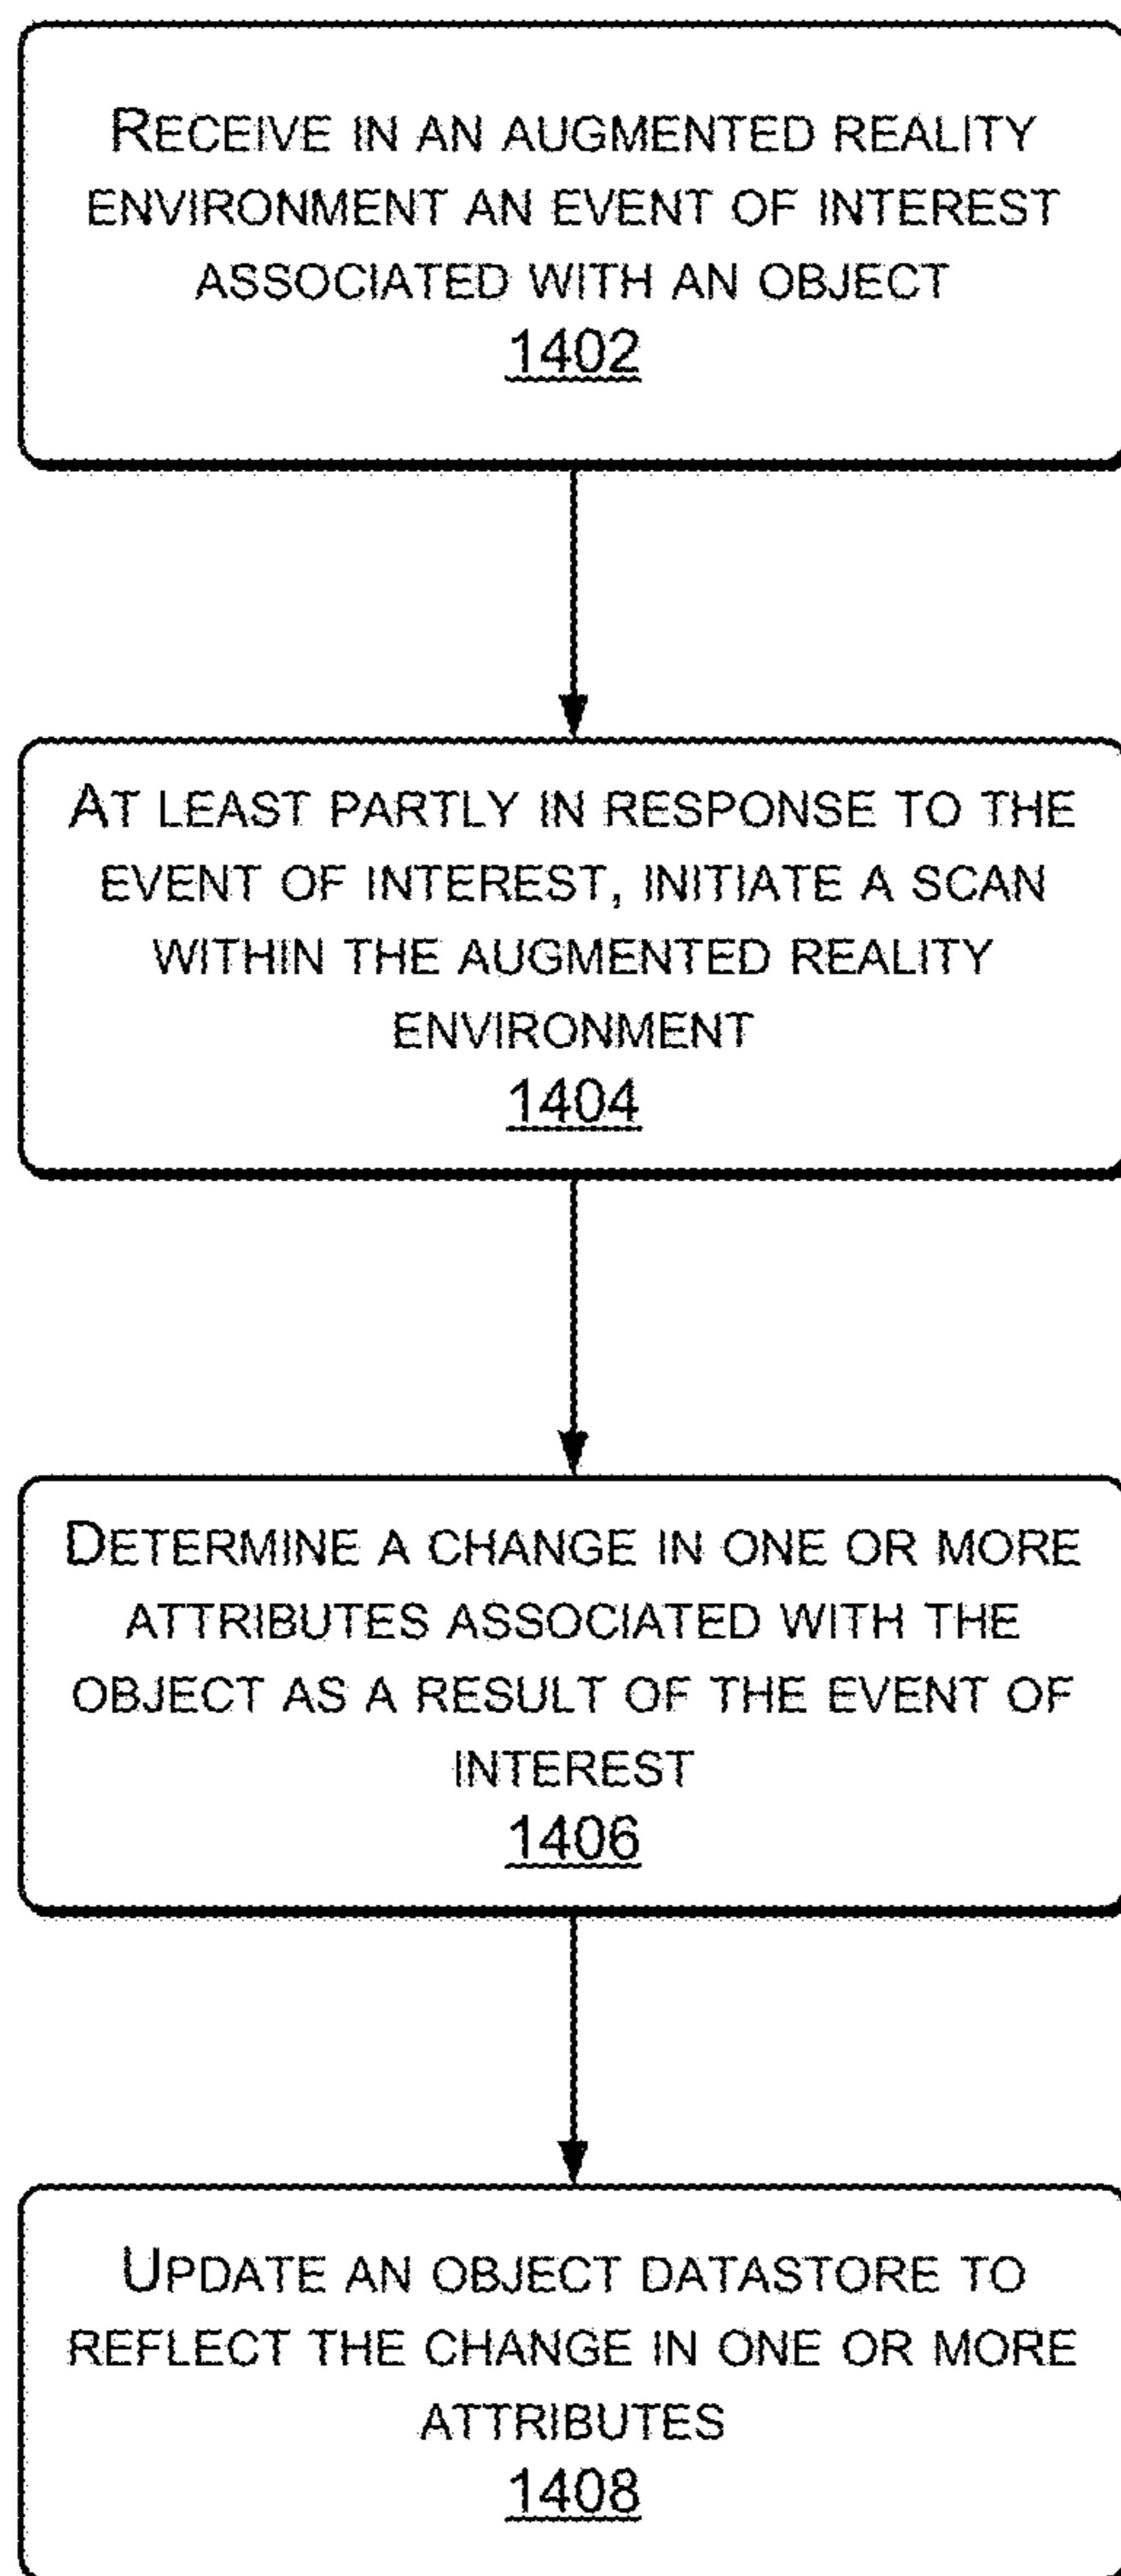 RECEIVE IN AN AUGMENTED REALITY
ENVIRONMENT AN EVENT OF INTEREST
ASSOCIATED WITH AN OBJECT
1402
AT LEAST PARTLY IN RESPONSE TO THE
EVENT OF INTEREST, INITIATE A SCAN
WITHIN THE AUGMENTED REALITY
ENVIRONMENT
1404
DETERMINE A CHANGE IN ONE OR MORE
ATTRIBUTES ASSOCIATED WITH THE
OBJECT AS A RESULT OF THE EVENT OF
INTEREST
1406
UPDATE AN OBJECT DATASTORE TO
REFLECT THE CHANGE IN ONE OR MORE
ATTRIBUTES
1408